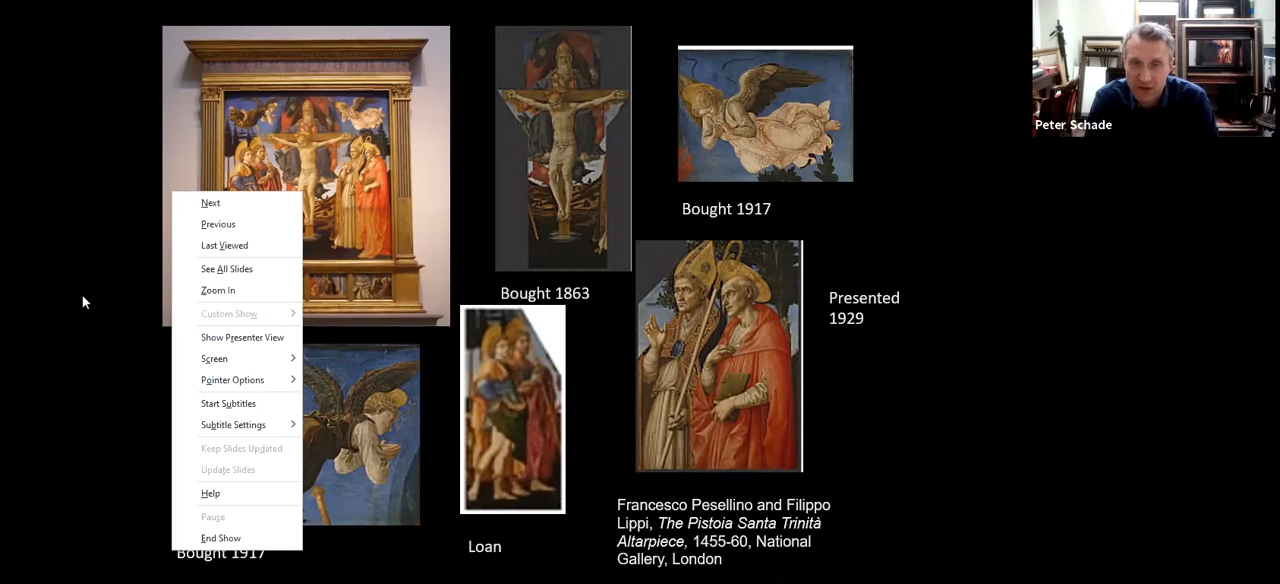 Peter Schade
Bought 1917
Bought 1863
Presented
1929
Next
Previous
Last Viewed
See All Slides
Zoom In
Custom Show
Show Presenter View
Screen
Pointer Options
Start Subtitles
Subtitle Settings
Keep Slides Updated
Update Slides
Help
Pause
End Show
Bought 1917
Loan
Francesco Pesellino and Filippo
Lippi, The Pistoia Santa Trinità
Altarpiece, 1455-60, National
Gallery, London